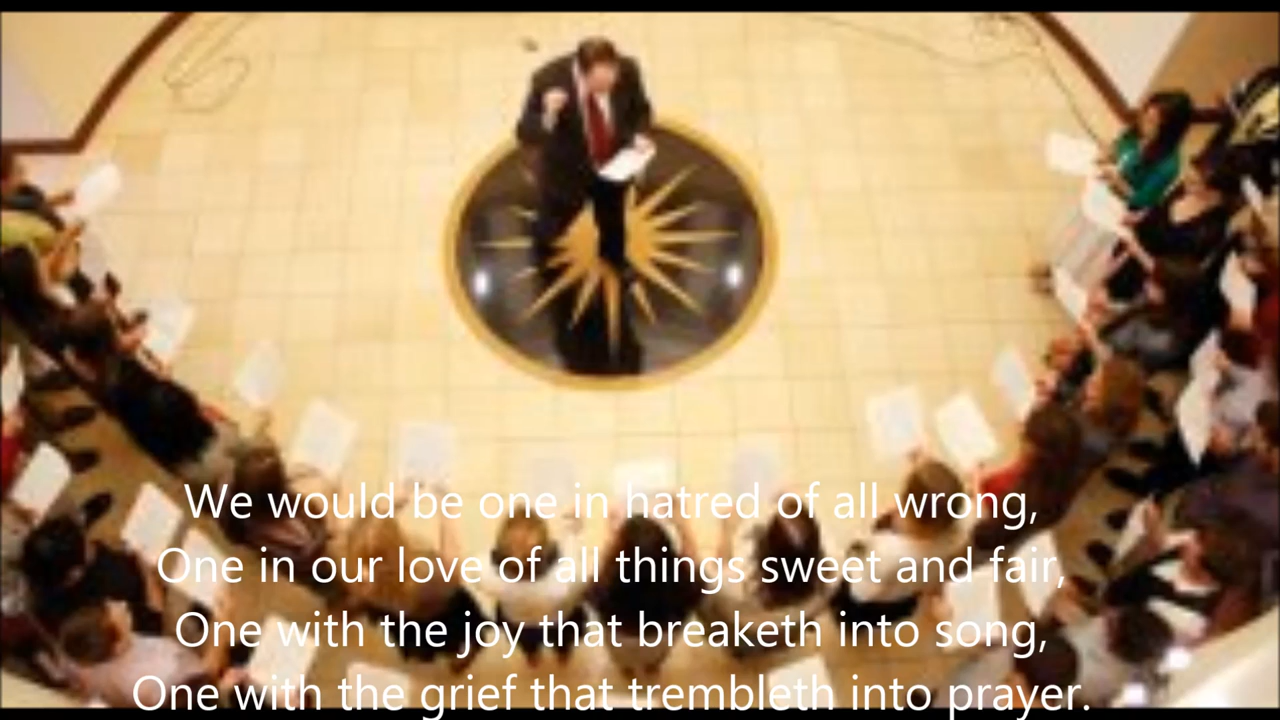 We would be one in hatred of all wrong,
One in our love of all things sweet and fair,
One with the joy that breaketh into song,
One with the grief that trembleth into prayer.